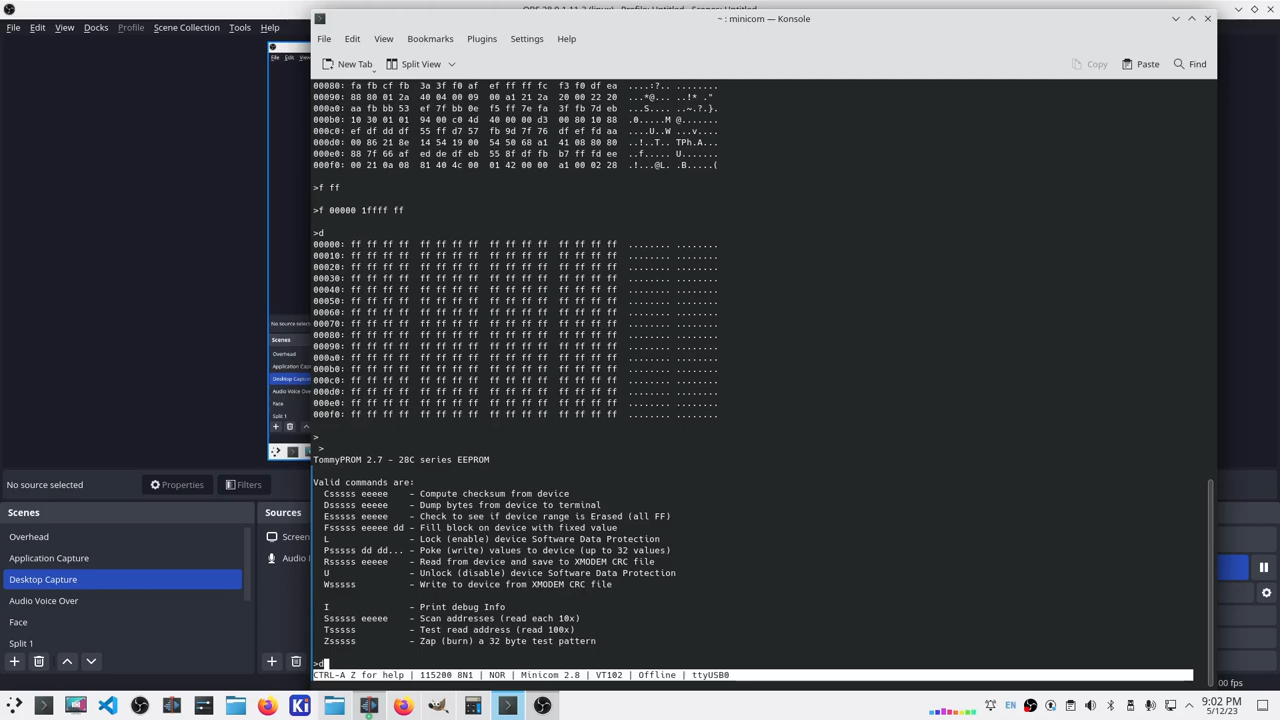 ~ : minicom — Konsole
File Edit View Docks Profile Scene Collection Tools Help
File Edit View Bookmarks Plugins Settings Help
New Tab Split View Copy Paste Find
00080: fa fb cf fb 3a 3f f0 af ef ff ff fc f3 f0 df ea ....:?.. ........
00090: 88 80 01 2a 40 04 00 09 00 a1 21 2a 20 00 22 20 ...*@... ..!* ."
000a0: aa fb bb 53 ef 7f bb 0e f5 ff 7e fa 3f fb 7d eb ...S.... ..~.?.}.
000b0: 10 30 01 01 94 00 c0 4d 40 00 00 d3 00 80 10 88 .0.....M @.......
000c0: ef df dd df 55 ff d7 57 fb 9d 7f 76 df ef fd aa ....U..W ...v....
000d0: 00 86 21 8e 14 54 19 00 54 50 68 a1 41 08 80 80 ..!..T.. TPh.A...
000e0: 88 7f 66 af ed de df eb 55 8f df fb b7 ff fd ee ..f..... U.......
000f0: 00 21 0a 08 81 40 4c 00 01 42 00 00 a1 00 02 28 .!...@L. .B.....(
>f ff
>f 00000 1ffff ff
>d
00000: ff ff ff ff ff ff ff ff ff ff ff ff ff ff ff ff ........ ........
00010: ff ff ff ff ff ff ff ff ff ff ff ff ff ff ff ff ........ ........
00020: ff ff ff ff ff ff ff ff ff ff ff ff ff ff ff ff ........ ........
00030: ff ff ff ff ff ff ff ff ff ff ff ff ff ff ff ff ........ ........
00040: ff ff ff ff ff ff ff ff ff ff ff ff ff ff ff ff ........ ........
00050: ff ff ff ff ff ff ff ff ff ff ff ff ff ff ff ff ........ ........
00060: ff ff ff ff ff ff ff ff ff ff ff ff ff ff ff ff ........ ........
00070: ff ff ff ff ff ff ff ff ff ff ff ff ff ff ff ff ........ ........
00080: ff ff ff ff ff ff ff ff ff ff ff ff ff ff ff ff ........ ........
00090: ff ff ff ff ff ff ff ff ff ff ff ff ff ff ff ff ........ ........
000a0: ff ff ff ff ff ff ff ff ff ff ff ff ff ff ff ff ........ ........
000b0: ff ff ff ff ff ff ff ff ff ff ff ff ff ff ff ff ........ ........
000c0: ff ff ff ff ff ff ff ff ff ff ff ff ff ff ff ff ........ ........
000d0: ff ff ff ff ff ff ff ff ff ff ff ff ff ff ff ff ........ ........
000e0: ff ff ff ff ff ff ff ff ff ff ff ff ff ff ff ff ........ ........
000f0: ff ff ff ff ff ff ff ff ff ff ff ff ff ff ff ff ........ ........
>
>
TommyPROM 2.7 - 28C series EEPROM
Valid commands are:
Csssss eeeee - Compute checksum from device
Dsssss eeeee - Dump bytes from device to terminal
Esssss eeeee - Check to see if device range is Erased (all FF)
Fsssss eeeee dd - Fill block on device with fixed value
L - Lock (enable) device Software Data Protection
Psssss dd dd... - Poke (write) values to device (up to 32 values)
Rsssss eeeee - Read from device and save to XMODEM CRC file
U - Unlock (disable) device Software Data Protection
Wsssss - Write to device from XMODEM CRC file
I - Print debug Info
Ssssss eeeee - Scan addresses (read each 10x)
Tsssss - Test read address (read 100x)
Zsssss - Zap (burn) a 32 byte test pattern
>d
CTRL-A Z for help | 115200 8N1 | NOR | Minicom 2.8 | VT102 | Offline | ttyUSB0
File Edit
No source selec
Scenes
Overhead
Application Cap
Desktop Captu
Audio Voice Ov
Face
Split 1
No source selected Properties Filters
Scenes Sources
Overhead
Application Capture
Desktop Capture
Audio Voice Over
Face
Split 1
Screen
Audio
00 fps
Ki
EN
9:02 PM
5/12/23